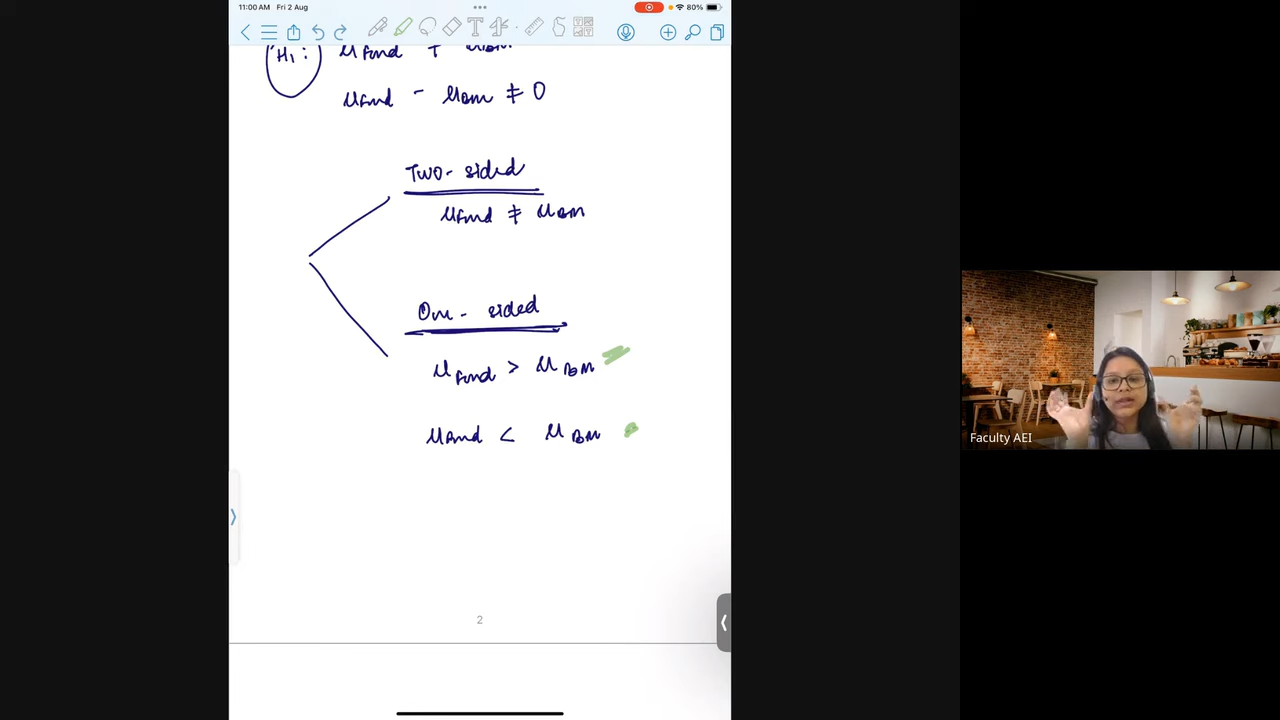 11:00 AM Fri 2 Aug
80%
H₁ : μFund ≠
μFund - μBM ≠ 0
Two-sided
μFund ≠ μBM
One-sided
μFund > μBM
μFund < μBM
2
Faculty AEI